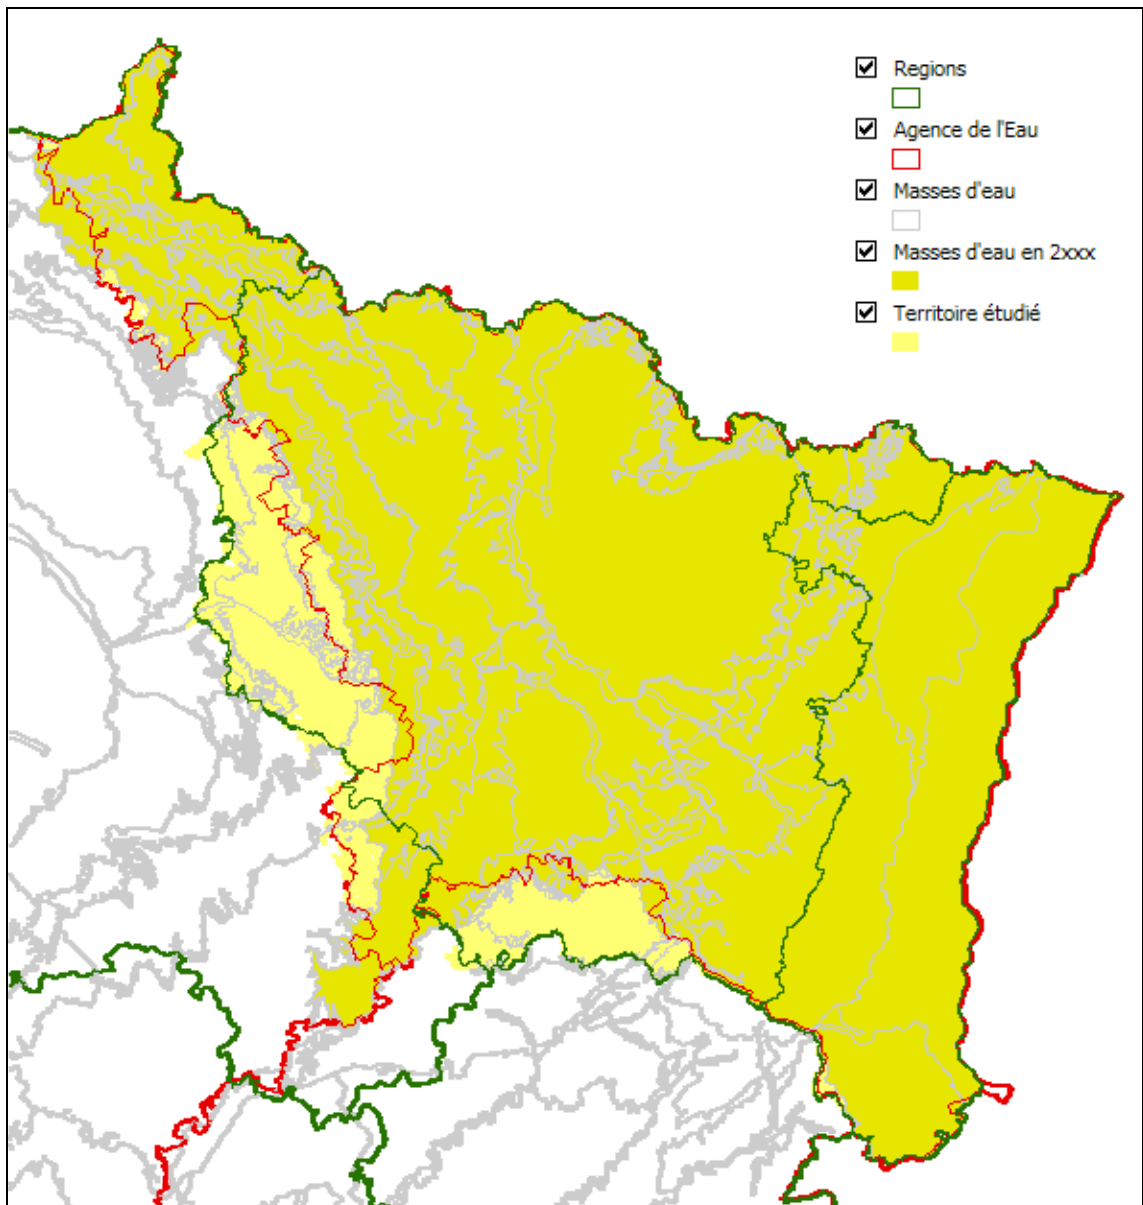 Regions
Agence de l'Eau
Masses d'eau
Masses d'eau en 2xxx
Territoire étudié